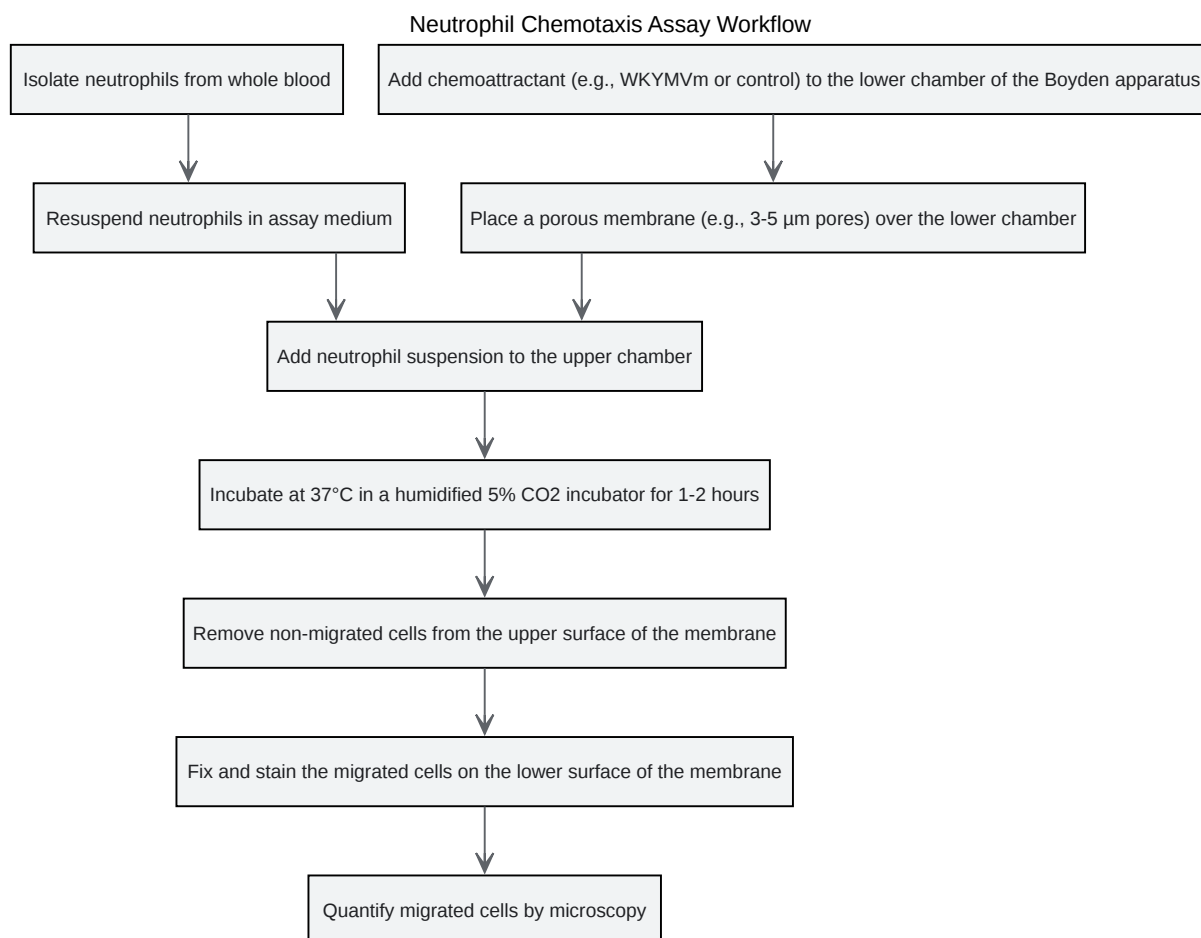 Neutrophil Chemotaxis Assay Workflow
Isolate neutrophils from whole blood
Add chemoattractant (e.g., WKYMVm or control) to the lower chamber of the Boyden apparatus
Resuspend neutrophils in assay medium
Place a porous membrane (e.g., 3-5 µm pores) over the lower chamber
Add neutrophil suspension to the upper chamber
Incubate at 37°C in a humidified 5% CO2 incubator for 1-2 hours
Remove non-migrated cells from the upper surface of the membrane
Fix and stain the migrated cells on the lower surface of the membrane
Quantify migrated cells by microscopy